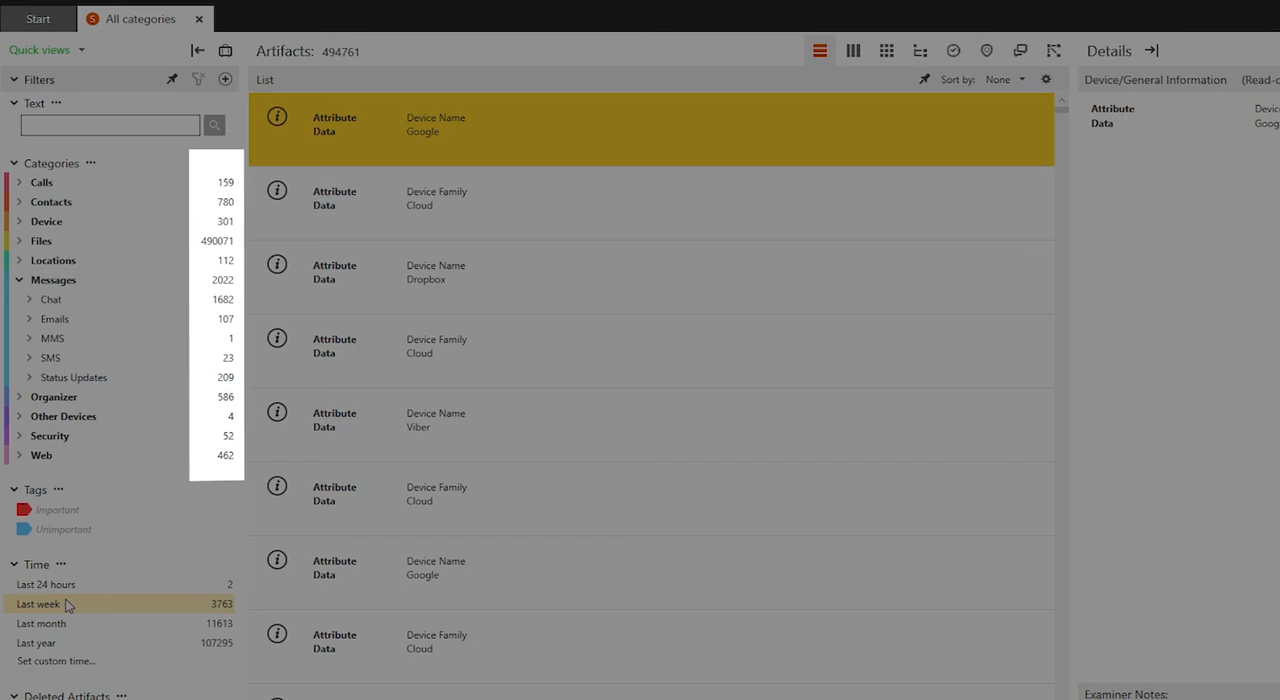 Start
All categories
Quick views
Artifacts: 494761
Details
Filters
List
Sort by: None
Device/General Information (Read-o
Text
Attribute Device Name
Data Google
Attribute Devic
Data Goog
Categories
Calls 159
Contacts 780
Device 301
Files 490071
Locations 112
Messages 2022
Chat 1682
Emails 107
MMS 1
SMS 23
Status Updates 209
Organizer 586
Other Devices 4
Security 52
Web 462
Attribute Device Family
Data Cloud
Attribute Device Name
Data Dropbox
Attribute Device Family
Data Cloud
Attribute Device Name
Data Viber
Attribute Device Family
Data Cloud
Attribute Device Name
Data Google
Attribute Device Family
Data Cloud
Tags
Important
Unimportant
Time
Last 24 hours 2
Last week 3763
Last month 11613
Last year 107295
Set custom time...
Deleted Artifacts
Examiner Notes: